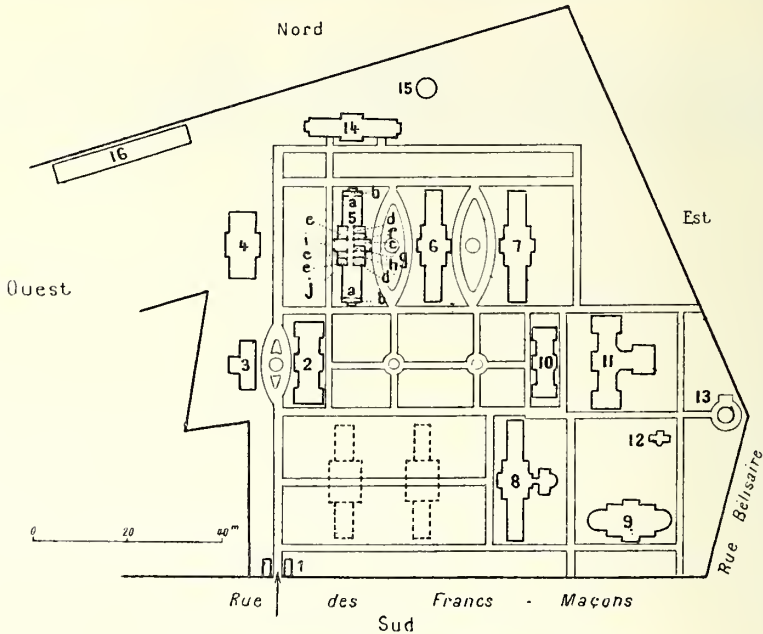 Nord
15
14
16
b
a
e 5 d
f
4 i c 6 7
c g
e h
d
j a
b
Est
Ouest
3 2 10 11
13
12
8
9
0 20 40 m
1
Rue Bélisaire
Rue des Francs - Maçons
Sud